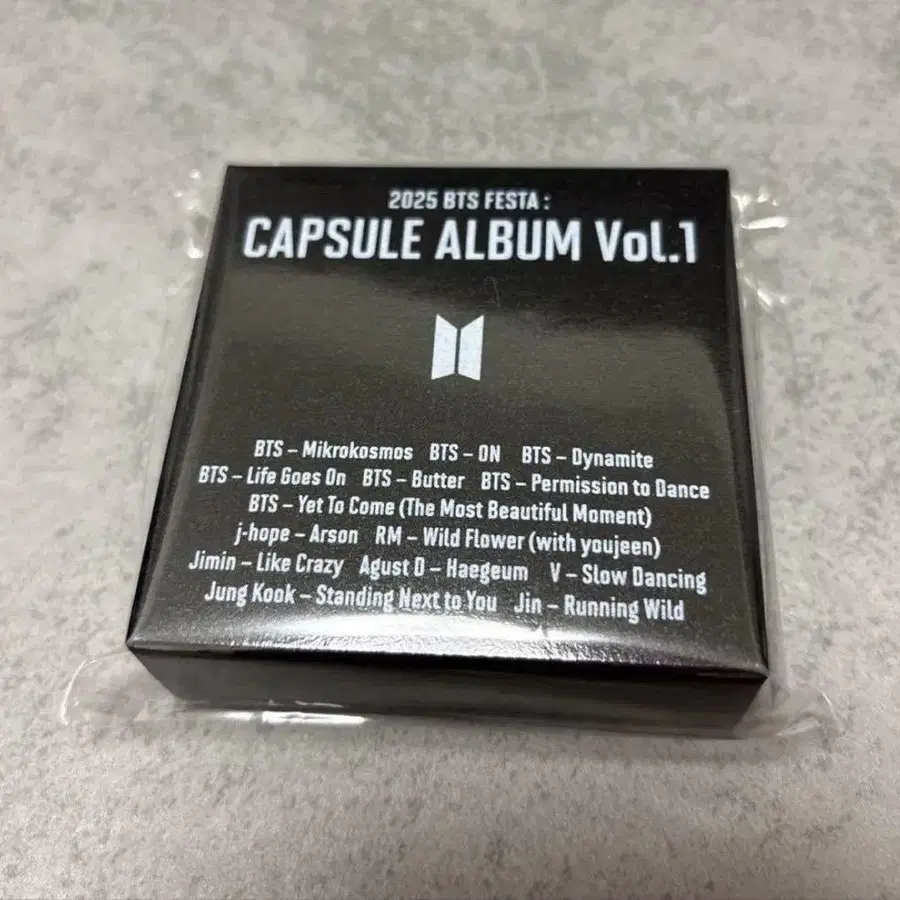 2025 BTS FESTA :
CAPSULE ALBUM Vol.1
BTS – Mikrokosmos BTS – ON BTS – Dynamite
BTS – Life Goes On BTS – Butter BTS – Permission to Dance
BTS – Yet To Come (The Most Beautiful Moment)
j-hope – Arson RM – Wild Flower (with youjeen)
Jimin – Like Crazy Agust D – Haegeum V – Slow Dancing
Jung Kook – Standing Next to You Jin – Running Wild